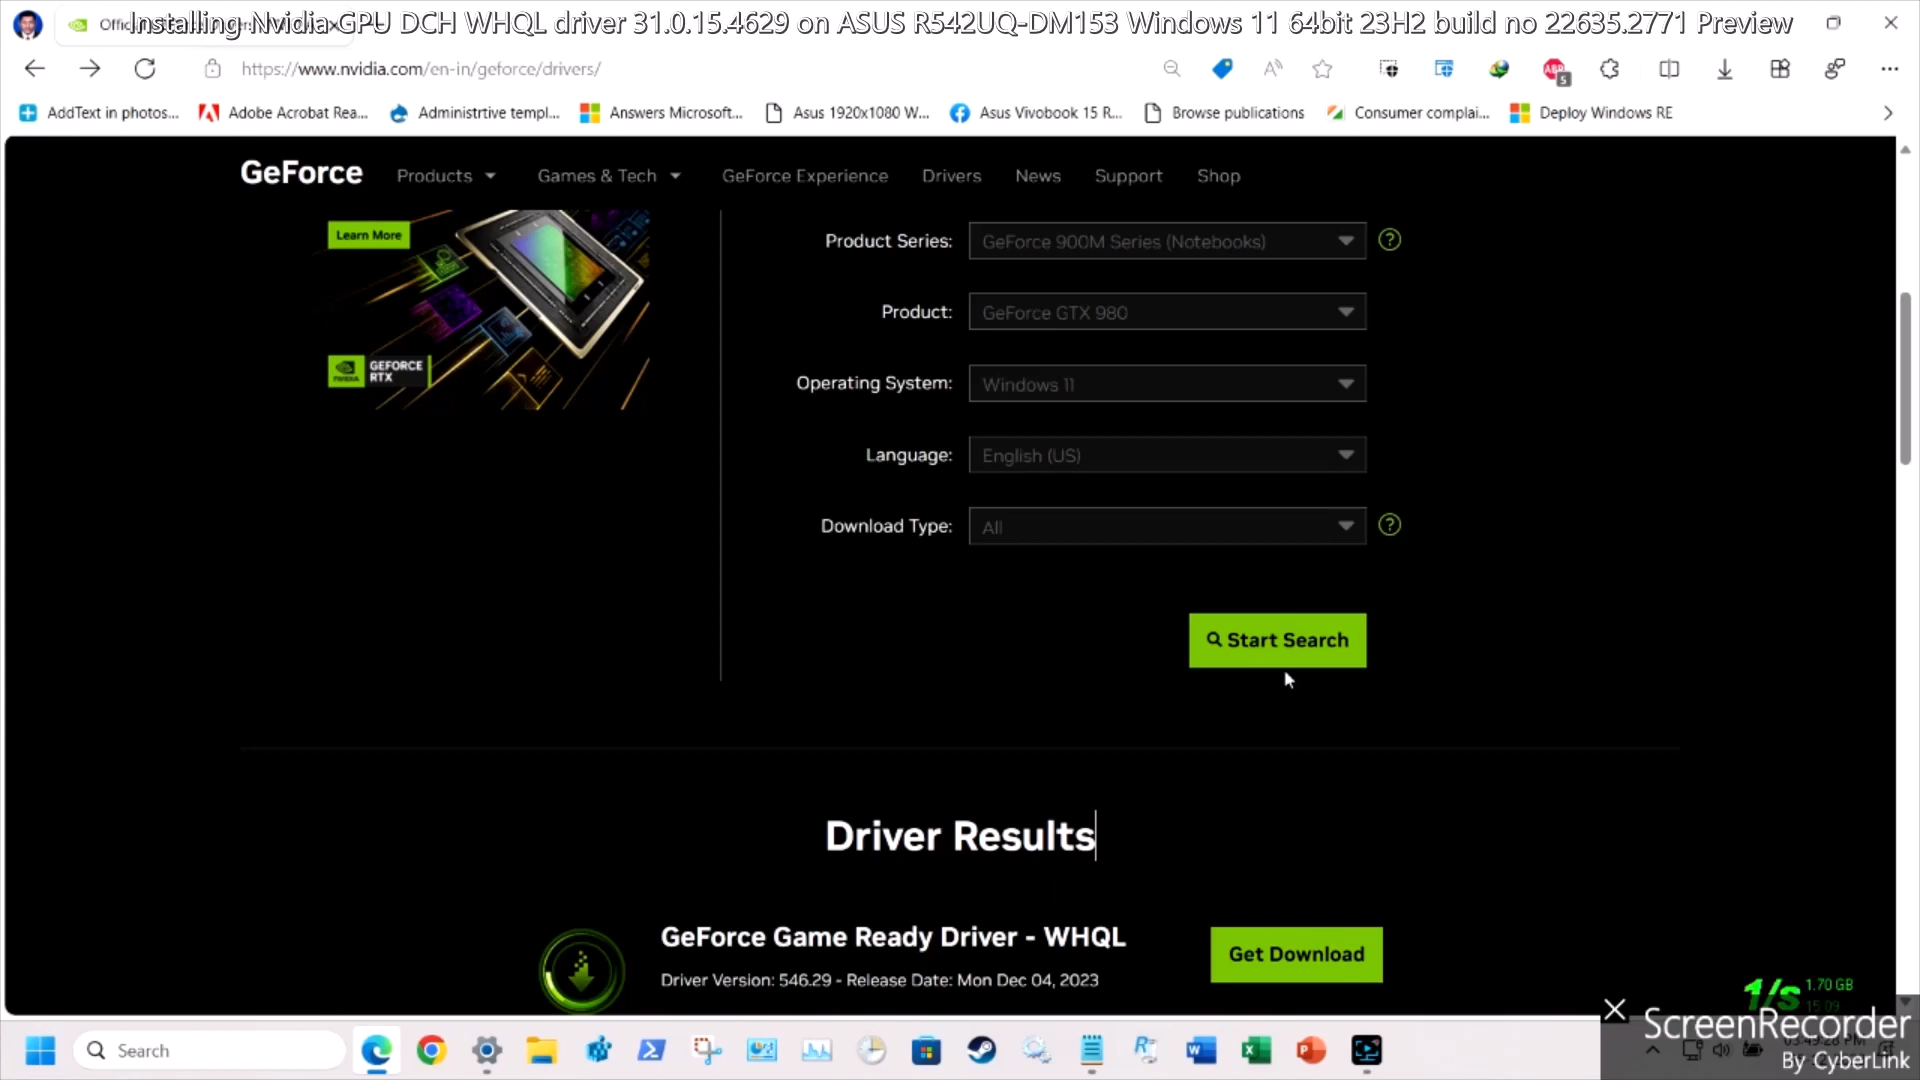 Installing Nvidia GPU DCH WHQL driver 31.0.15.4629 on ASUS R542UQ-DM153 Windows 11 64bit 23H2 build no 22635.2771 Preview
https://www.nvidia.com/en-in/geforce/drivers/
ABP 5
AddText in photos... Adobe Acrobat Rea... Administrtive templ... Answers Microsoft... Asus 1920x1080 W... Asus Vivobook 15 R... Browse publications Consumer complai... Deploy Windows RE
GeForce Products Games & Tech GeForce Experience Drivers News Support Shop
Learn More
NVIDIA GEFORCE RTX
Product Series: GeForce 900M Series (Notebooks) ?
Product: GeForce GTX 980
Operating System: Windows 11
Language: English (US)
Download Type: All ?
Start Search
Driver Results
GeForce Game Ready Driver - WHQL
Driver Version: 546.29 - Release Date: Mon Dec 04, 2023
Get Download
1/s 1.70 GB
15:09
Search
ScreenRecorder
By CyberLink